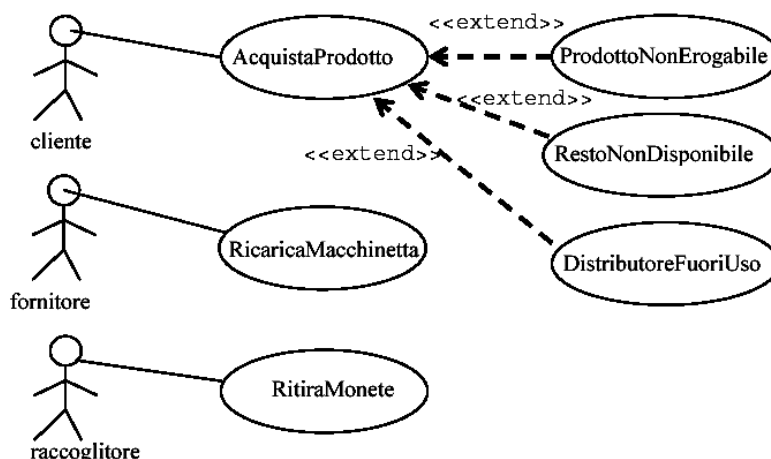 <<extend>>
AcquistaProdotto
ProdottoNonErogabile
<<extend>>
cliente
<<extend>>
RestoNonDisponibile
RicaricaMacchinetta
DistributoreFuoriUso
fornitore
RitiraMonete
raccoglitore